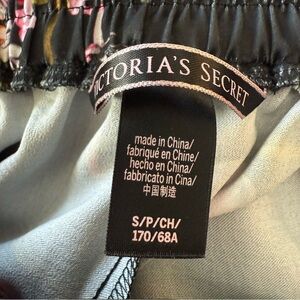 VICTORIA'S SECRET
made in China/
fabriqué en Chine/
hecho en China/
fabbricato in Cina/
中国制造
S/P/CH/
170/68A